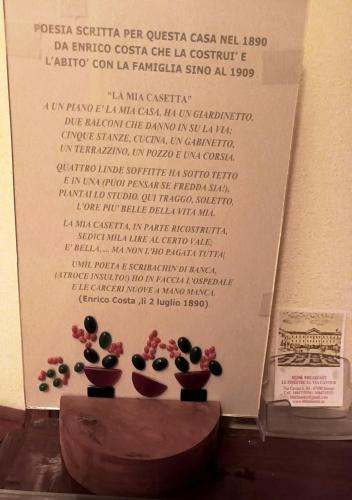 POESIA SCRITTA PER QUESTA CASA NEL 1890
DA ENRICO COSTA CHE LA COSTRUI' E
L'ABITO' CON LA FAMIGLIA SINO AL 1909
“LA MIA CASETTA”
A UN PIANO E' LA MIA CASA, HA UN GIARDINETTO,
DUE BALCONI CHE DANNO IN SU LA VIA;
CINQUE STANZE, CUCINA, UN GABINETTO,
UN TERRAZZINO, UN POZZO E UNA CORSIA.
QUATTRO LINDE SOFFITTE HA SOTTO TETTO
E IN UNA (PUOI PENSAR SE FREDDA SIA!),
PIANTAI LO STUDIO. QUI TRAGGO, SOLETTO,
L'ORE PIU' BELLE DELLA VITA MIA.
LA MIA CASETTA, IN PARTE RICOSTRUTTA,
SEDICI MILA LIRE AL CERTO VALE;
E' BELLA, ... MA NON L'HO PAGATA TUTTA;
UMIL POETA E SCRIBACHIN DI BANCA,
(ATROCE INSULTO!) HO IN FACCIA L'OSPEDALE
E LE CARCERI NUOVE A MANO MANCA.
(Enrico Costa ,li 2 luglio 1890)